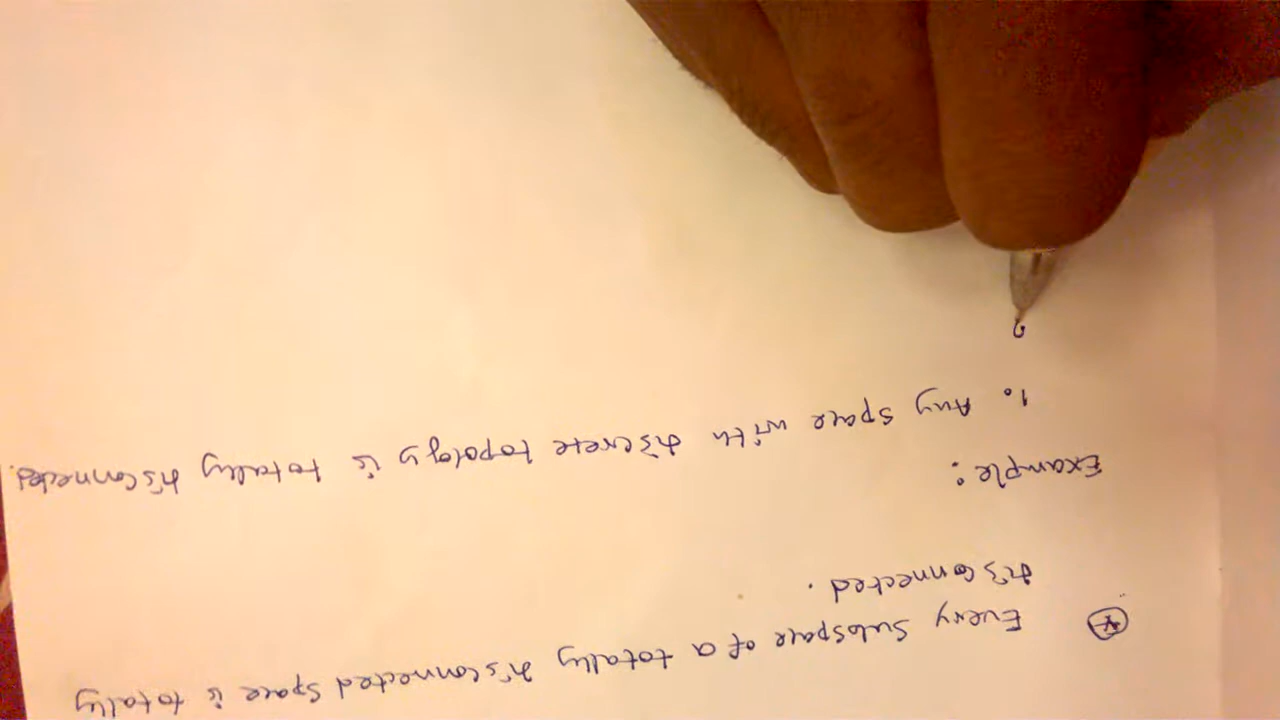 * Every subspace of a totally disconnected space is totally
disconnected.
Example:
1. Any space with discrete topology is totally disconnected.
2